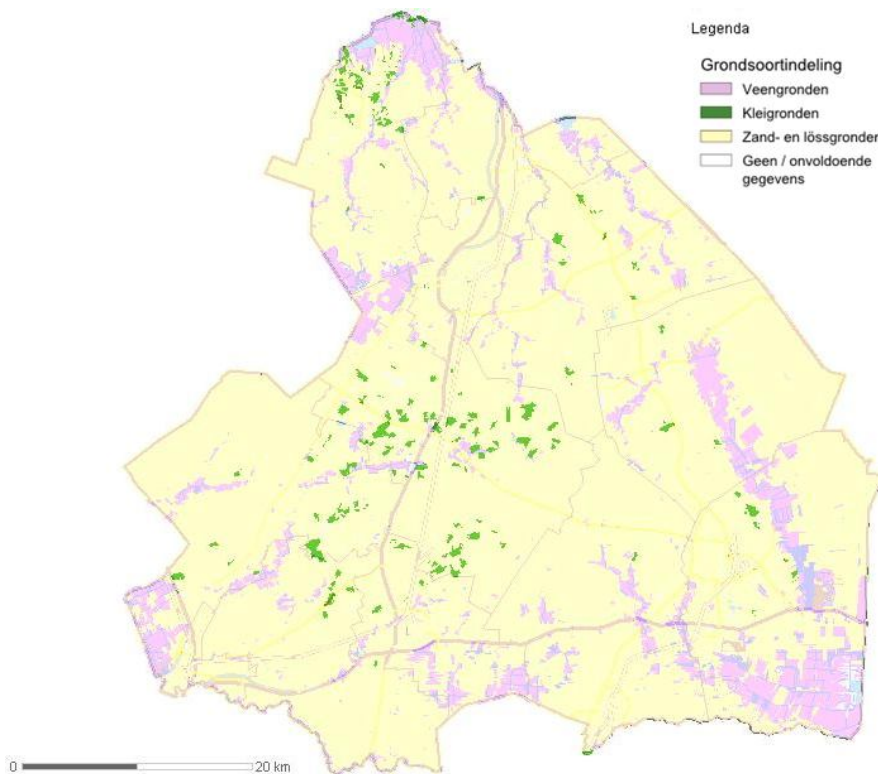 Legenda
Grondsoortindeling
Veengronden
Kleigronden
Zand- en lössgronden
Geen / onvoldoende
gegevens
0 20 km